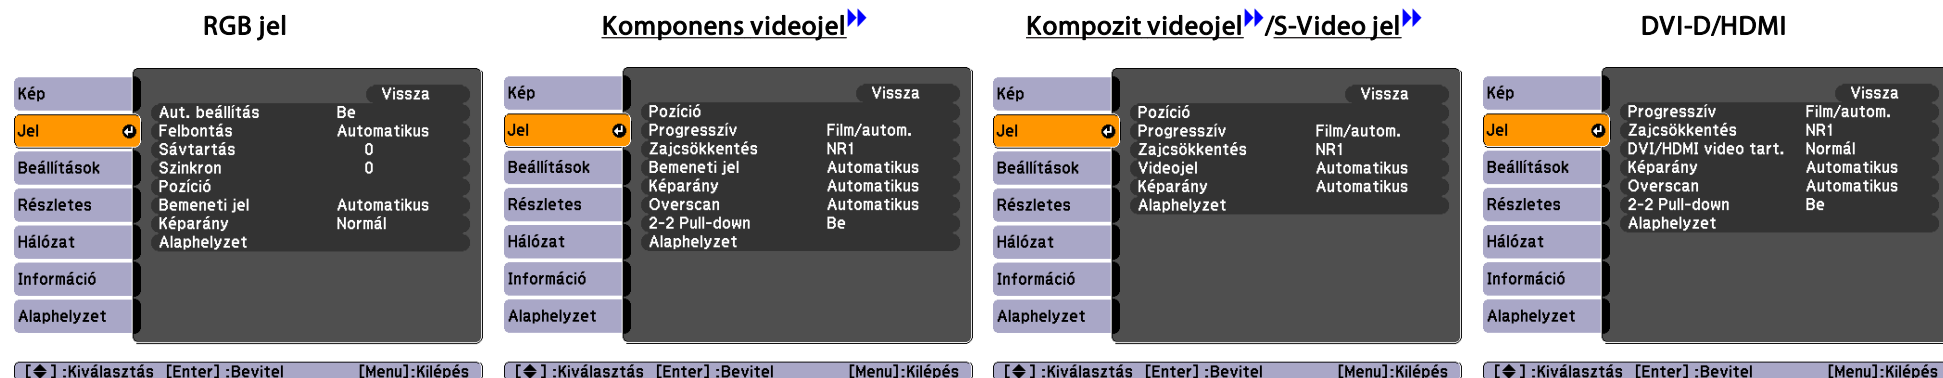 RGB jel
Kép
Jel
Beállítások
Részletes
Hálózat
Információ
Alaphelyzet
Vissza
Aut. beállítás Be
Felbontás Automatikus
Sávtartás 0
Szinkron 0
Pozíció
Bemeneti jel Automatikus
Képarány Normál
Alaphelyzet
[ ] :Kiválasztás [Enter] :Bevitel [Menu]:Kilépés
Komponens videojel
Kép
Jel
Beállítások
Részletes
Hálózat
Információ
Alaphelyzet
Vissza
Pozíció
Progresszív Film/autom.
Zajcsökkentés NR1
Bemeneti jel Automatikus
Képarány Automatikus
Overscan Automatikus
2-2 Pull-down Be
Alaphelyzet
[ ] :Kiválasztás [Enter] :Bevitel [Menu]:Kilépés
Kompozit videojel/S-Video jel
Kép
Jel
Beállítások
Részletes
Hálózat
Információ
Alaphelyzet
Vissza
Pozíció
Progresszív Film/autom.
Zajcsökkentés NR1
Videojel Automatikus
Képarány Automatikus
Alaphelyzet
[ ] :Kiválasztás [Enter] :Bevitel [Menu]:Kilépés
DVI-D/HDMI
Kép
Jel
Beállítások
Részletes
Hálózat
Információ
Alaphelyzet
Vissza
Progresszív Film/autom.
Zajcsökkentés NR1
DVI/HDMI video tart. Normál
Képarány Automatikus
Overscan Automatikus
2-2 Pull-down Be
Alaphelyzet
[ ] :Kiválasztás [Enter] :Bevitel [Menu]:Kilépés